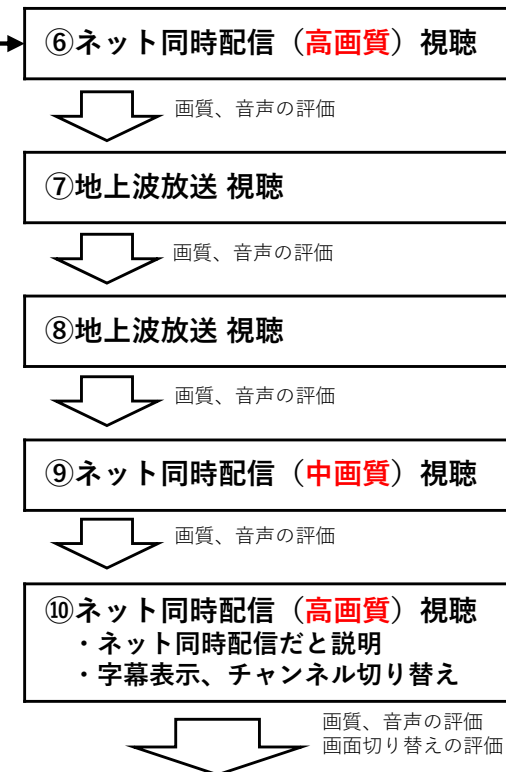 ⑥ネット同時配信（高画質）視聴
画質、音声の評価
⑦地上波放送 視聴
画質、音声の評価
⑧地上波放送 視聴
画質、音声の評価
⑨ネット同時配信（中画質）視聴
画質、音声の評価
⑩ネット同時配信（高画質）視聴
・ネット同時配信だと説明
・字幕表示、チャンネル切り替え
画質、音声の評価
画面切り替えの評価